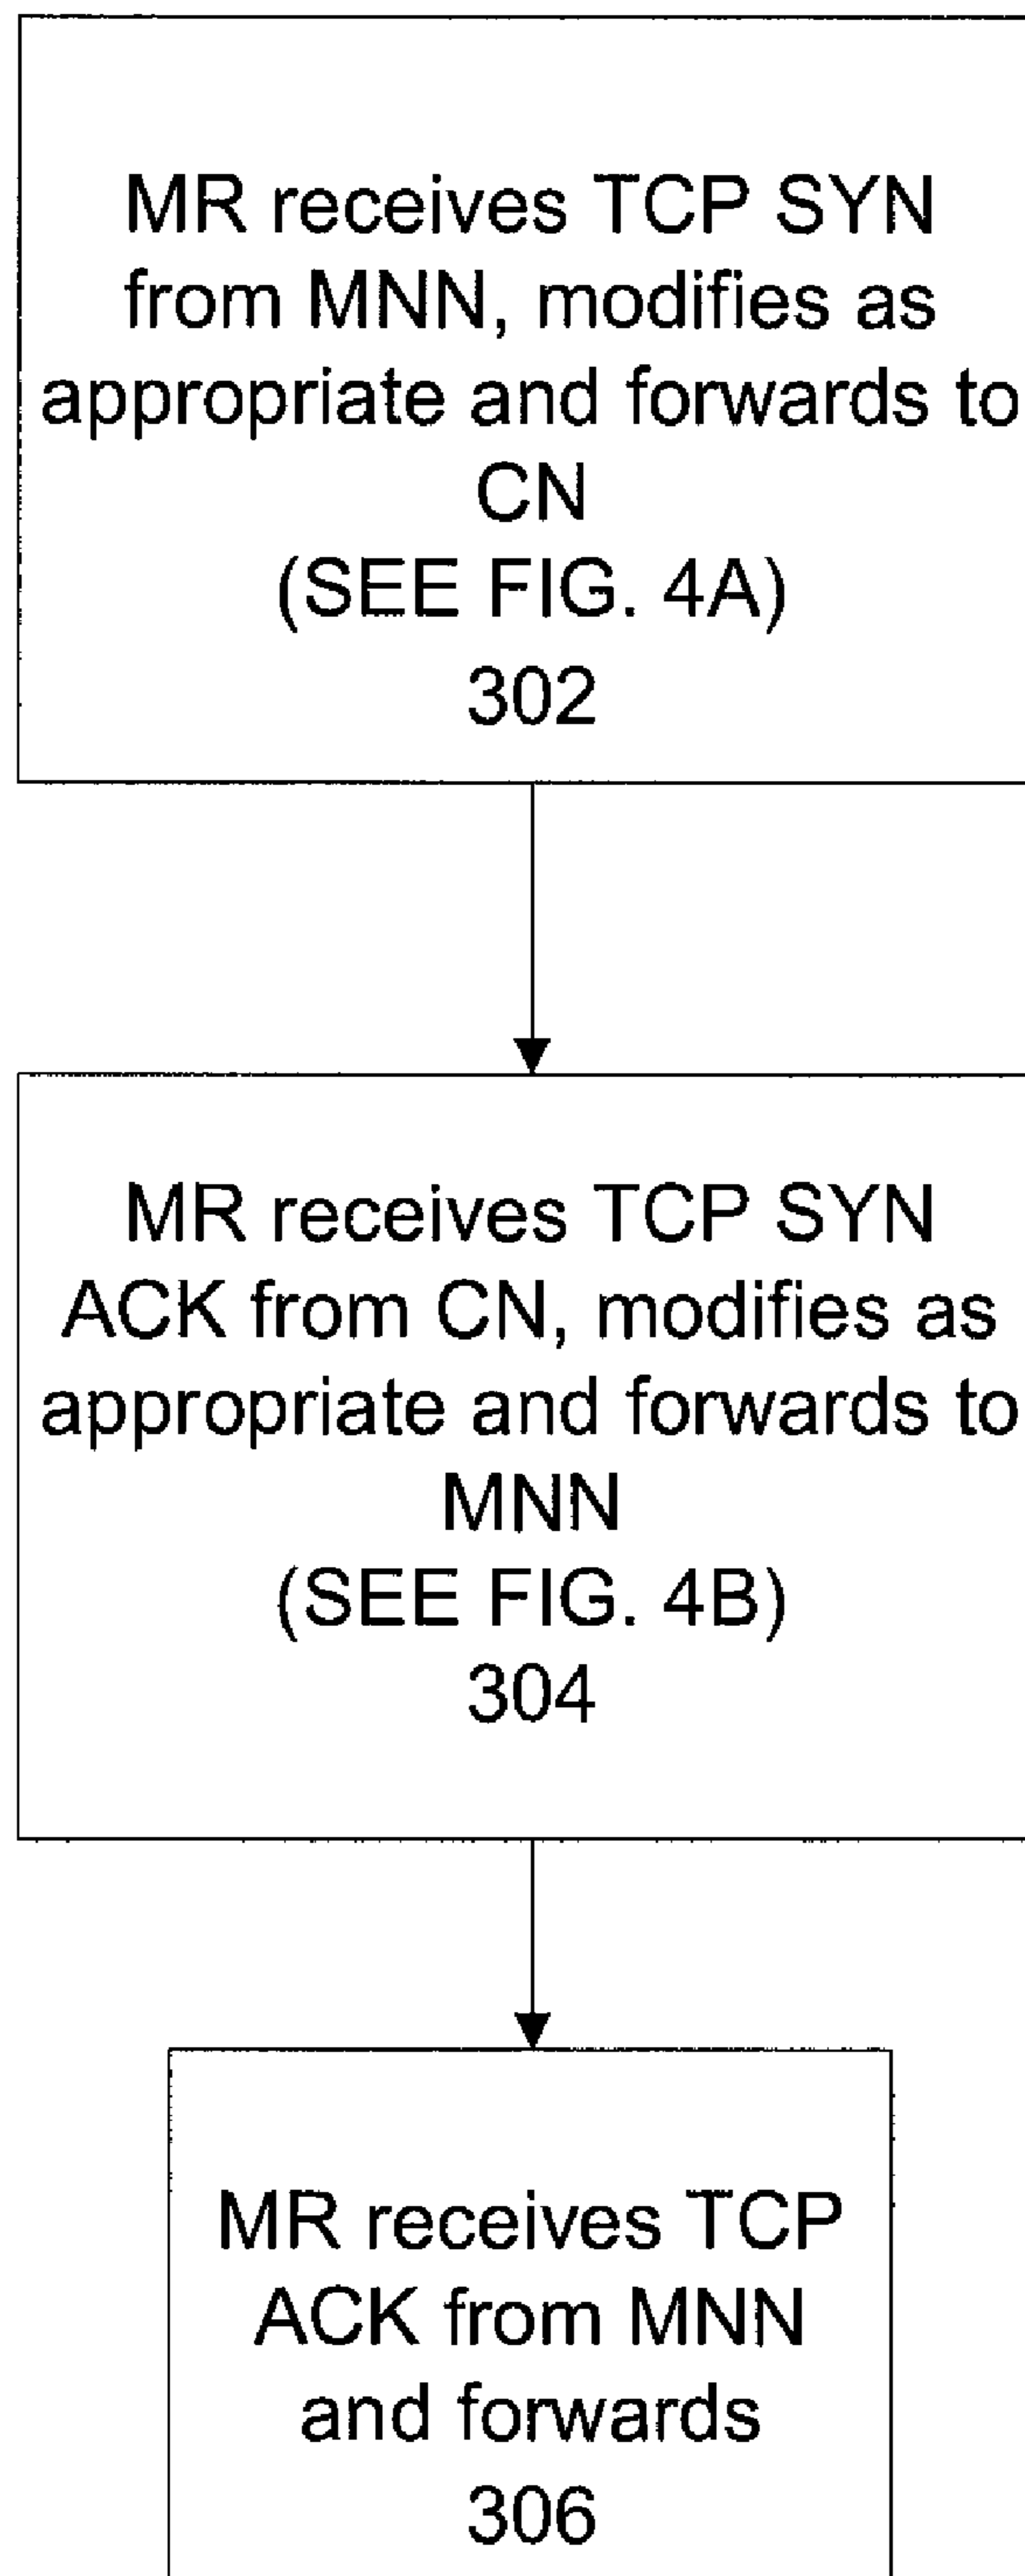 MR receives TCP SYN
from MNN, modifies as
appropriate and forwards to
CN
(SEE FIG. 4A)
302
MR receives TCP SYN
ACK from CN, modifies as
appropriate and forwards to
MNN
(SEE FIG. 4B)
304
MR receives TCP
ACK from MNN
and forwards
306